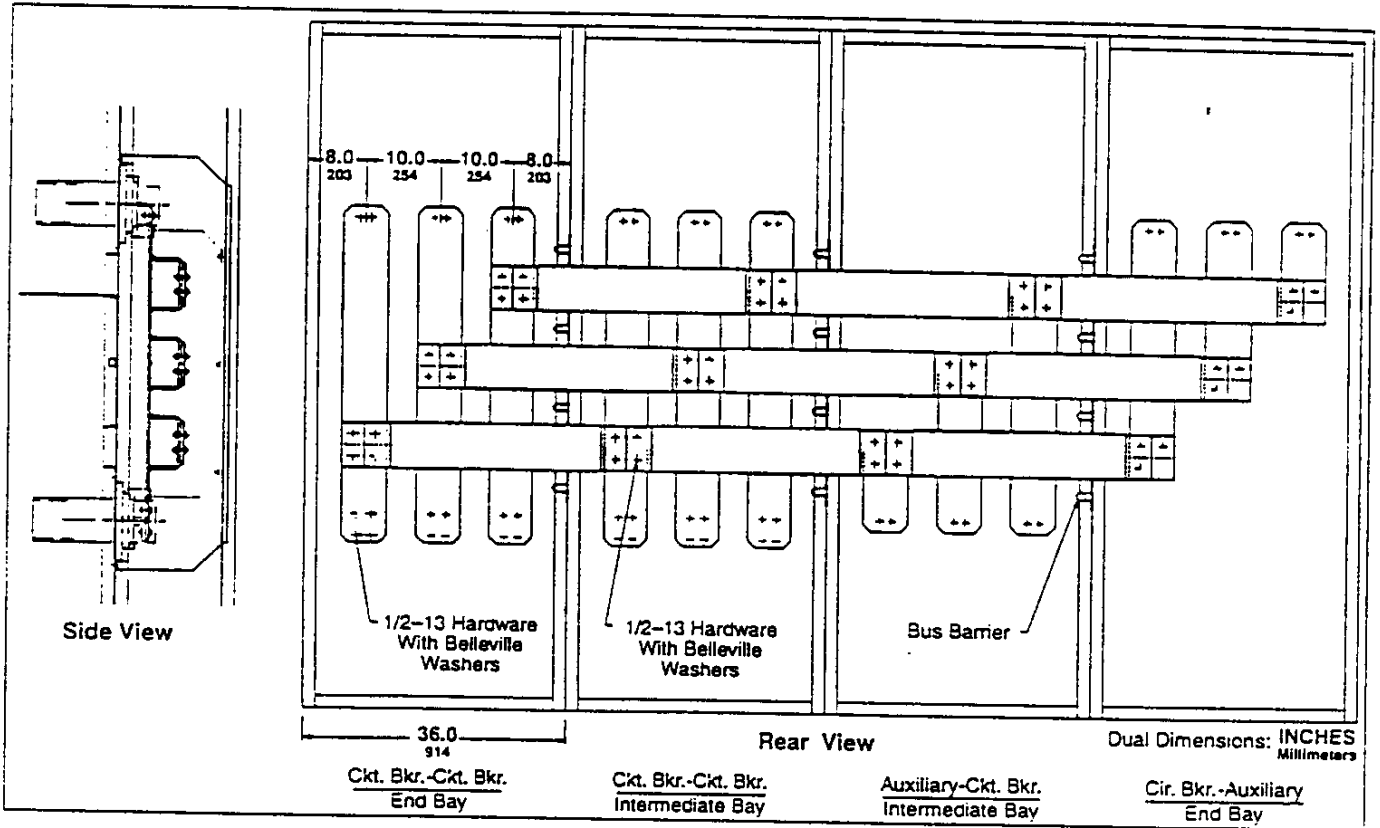 8.0 10.0 10.0 8.0
203 254 254 203
Side View
1/2–13 Hardware
With Belleville
Washers
1/2–13 Hardware
With Belleville
Washers
Bus Barrier
36.0
914
Rear View
Dual Dimensions: INCHES
Millimeters
Ckt. Bkr.-Ckt. Bkr.
End Bay
Ckt. Bkr.-Ckt. Bkr.
Intermediate Bay
Auxiliary-Ckt. Bkr.
Intermediate Bay
Cir. Bkr.-Auxiliary
End Bay